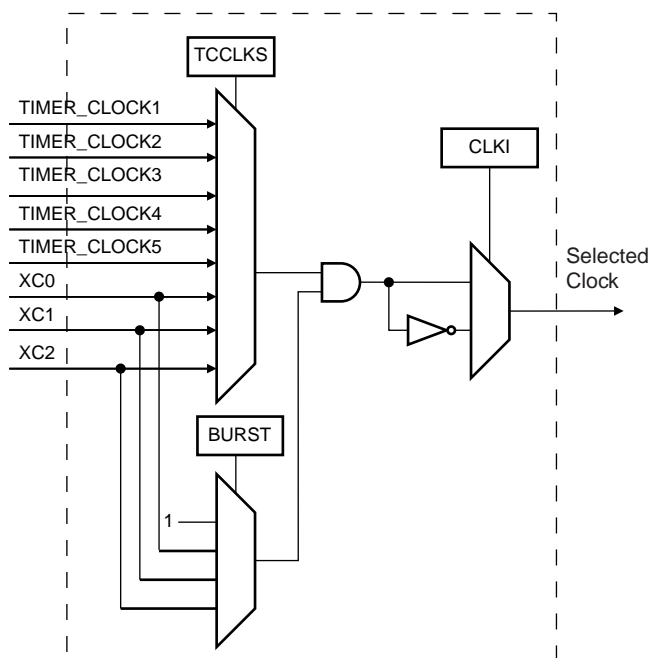 TCCLKS
TIMER_CLOCK1
TIMER_CLOCK2
TIMER_CLOCK3
TIMER_CLOCK4
TIMER_CLOCK5
XC0
XC1
XC2
CLKI
Selected
Clock
BURST
1